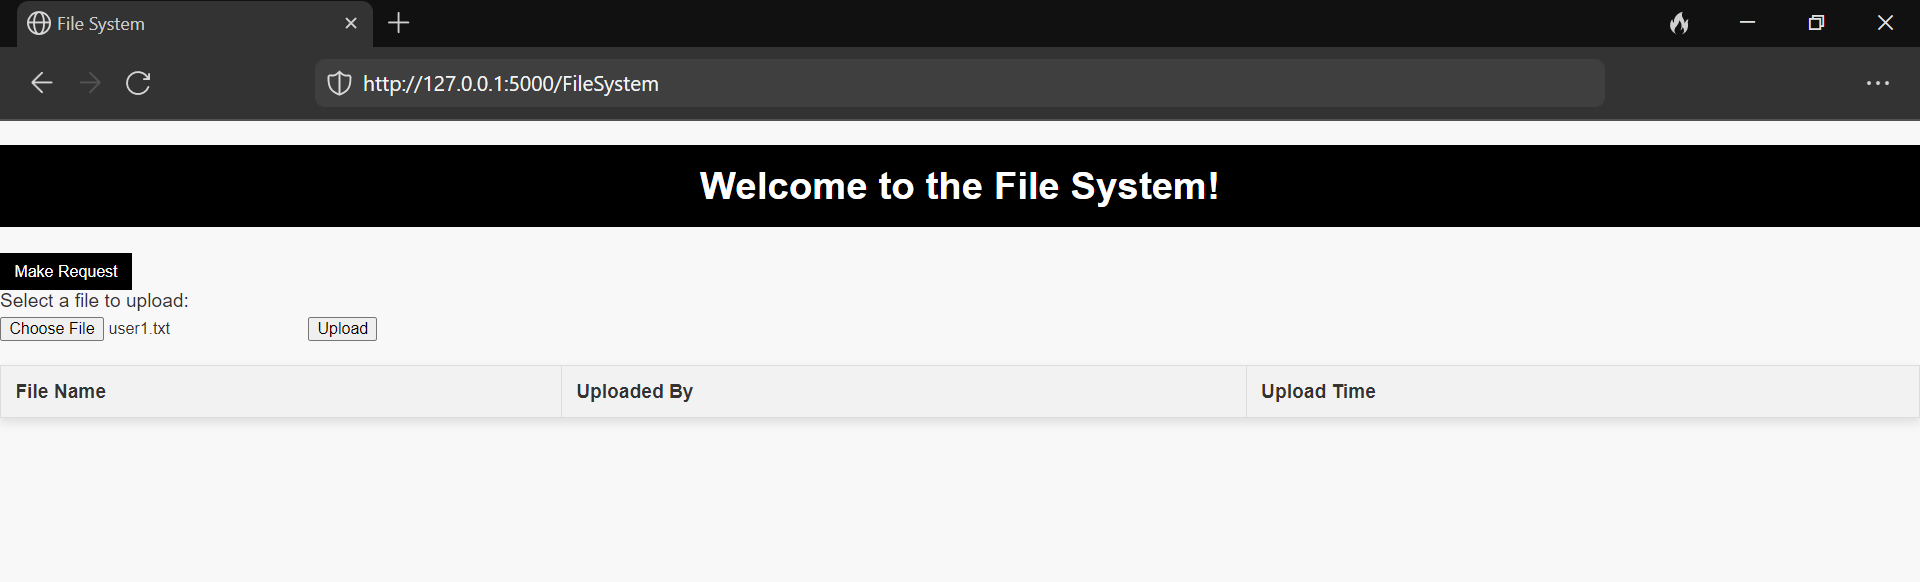 File System
http://127.0.0.1:5000/FileSystem
Welcome to the File System!
Make Request
Select a file to upload:
Choose File user1.txt Upload
File Name Uploaded By Upload Time